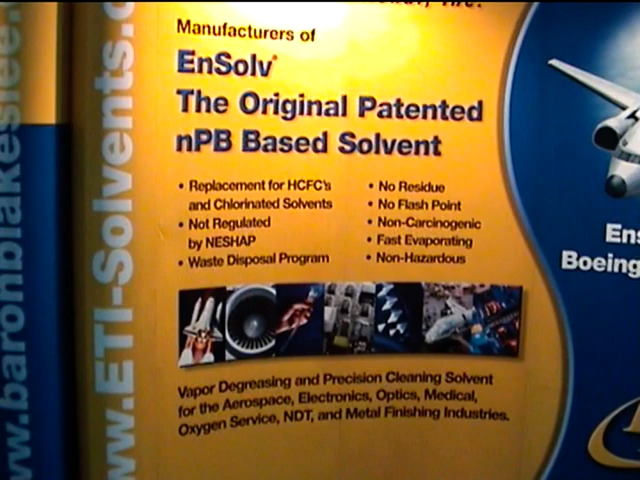 Inc.
Manufacturers of
EnSolv®
The Original Patented
nPB Based Solvent
• Replacement for HCFC's
and Chlorinated Solvents
• Not Regulated
by NESHAP
• Waste Disposal Program
• No Residue
• No Flash Point
• Non-Carcinogenic
• Fast Evaporating
• Non-Hazardous
Vapor Degreasing and Precision Cleaning Solvent
for the Aerospace, Electronics, Optics, Medical,
Oxygen Service, NDT, and Metal Finishing Industries.
Ens
Boeing
ww.ETI-Solvents.c
ww.baronblakeslee.